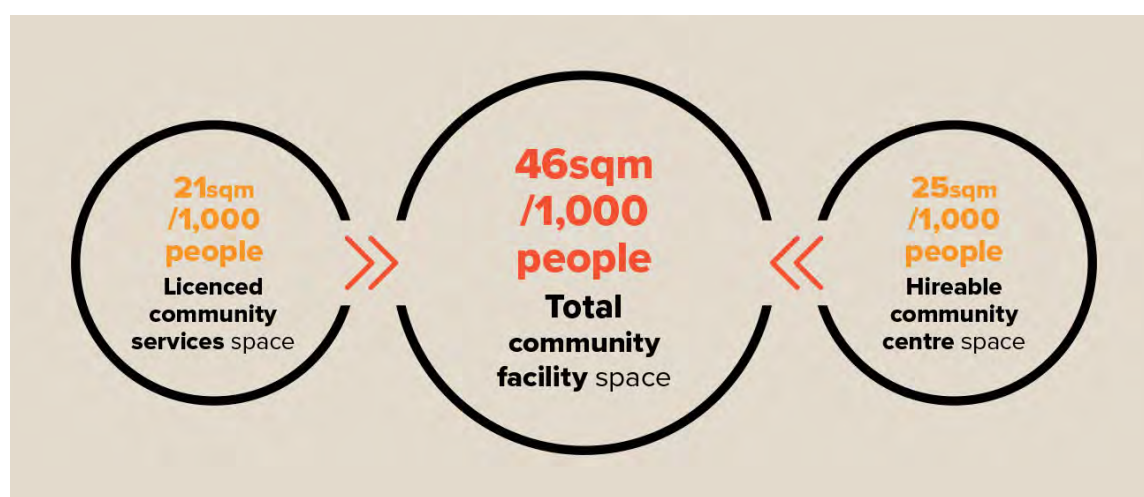 21sqm
/1,000
people
Licenced
community
services space
46sqm
/1,000
people
Total
community
facility space
25sqm
/1,000
people
Hireable
community
centre space